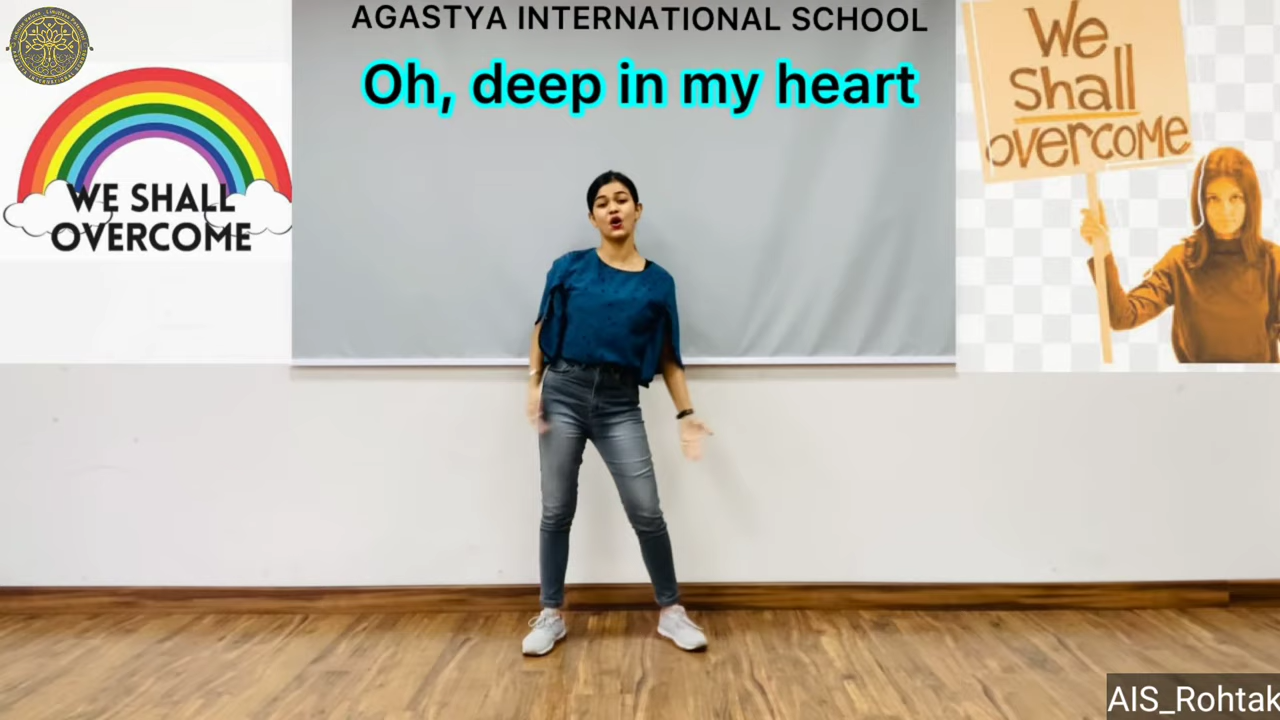 AGASTYA INTERNATIONAL SCHOOL
Oh, deep in my heart
WE SHALL
OVERCOME
We
Shall
overcome
AIS_Rohtak